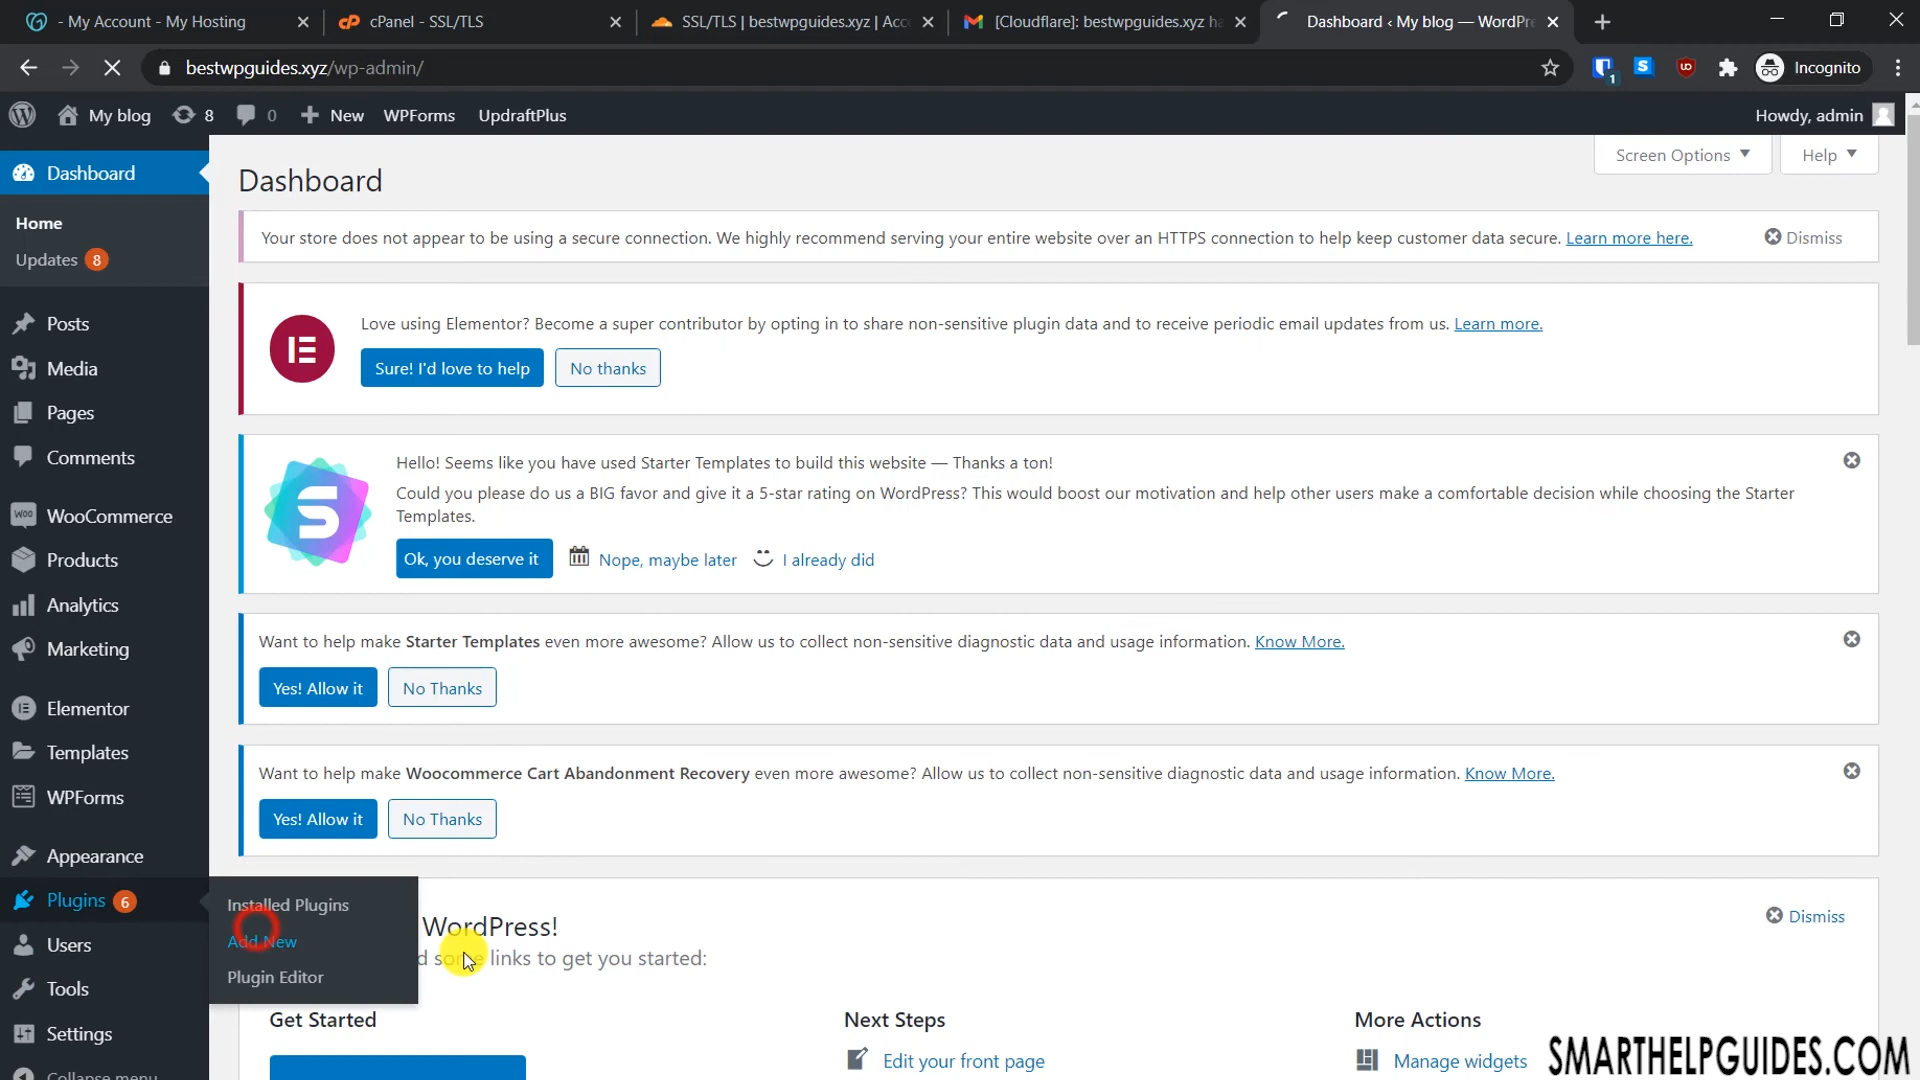 - My Account - My Hosting
cPanel - SSL/TLS
SSL/TLS | bestwpguides.xyz | Acc
[Cloudflare]: bestwpguides.xyz ha
Dashboard ‹ My blog — WordPre
bestwpguides.xyz/wp-admin/
1
S
UD
Incognito
My blog
8
0
New
WPForms
UpdraftPlus
Howdy, admin
Dashboard
Home
Updates 8
Posts
Media
Pages
Comments
WooCommerce
Products
Analytics
Marketing
Elementor
Templates
WPForms
Appearance
Plugins 6
Users
Tools
Settings
Collapse menu
Installed Plugins
Add New
Plugin Editor
Screen Options
Help
Dashboard
Your store does not appear to be using a secure connection. We highly recommend serving your entire website over an HTTPS connection to help keep customer data secure. Learn more here.
Dismiss
Love using Elementor? Become a super contributor by opting in to share non-sensitive plugin data and to receive periodic email updates from us. Learn more.
Sure! I'd love to help
No thanks
Hello! Seems like you have used Starter Templates to build this website — Thanks a ton!
Could you please do us a BIG favor and give it a 5-star rating on WordPress? This would boost our motivation and help other users make a comfortable decision while choosing the Starter
Templates.
Ok, you deserve it
Nope, maybe later
I already did
Want to help make Starter Templates even more awesome? Allow us to collect non-sensitive diagnostic data and usage information. Know More.
Yes! Allow it
No Thanks
Want to help make Woocommerce Cart Abandonment Recovery even more awesome? Allow us to collect non-sensitive diagnostic data and usage information. Know More.
Yes! Allow it
No Thanks
WordPress!
Dismiss
links to get you started:
Get Started
Next Steps
Edit your front page
More Actions
Manage widgets
SMARTHELPGUIDES.COM